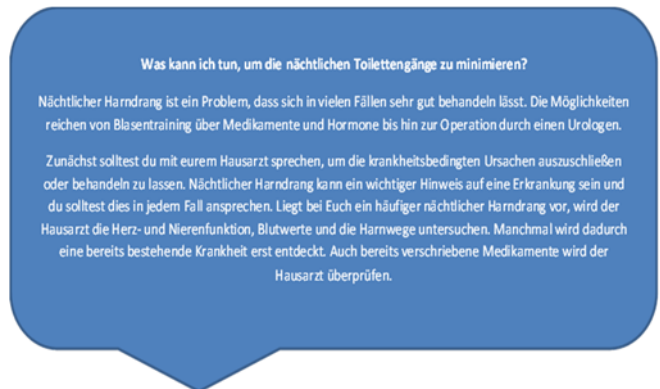 Was kann ich tun, um die nächtlichen Toilettengänge zu minimieren?
Nächtlicher Harndrang ist ein Problem, dass sich in vielen Fällen sehr gut behandeln lässt. Die Möglichkeiten
reichen von Blasentraining über Medikamente und Hormone bis hin zur Operation durch einen Urologen.
Zunächst solltest du mit eurem Hausarzt sprechen, um die krankheitsbedingten Ursachen auszuschließen
oder behandeln zu lassen. Nächtlicher Harndrang kann ein wichtiger Hinweis auf eine Erkrankung sein und
du solltest dies in jedem Fall ansprechen. Liegt bei Euch ein häufiger nächtlicher Harndrang vor, wird der
Hausarzt die Herz- und Nierenfunktion, Blutwerte und die Harnwege untersuchen. Manchmal wird dadurch
eine bereits bestehende Krankheit erst entdeckt. Auch bereits verschriebene Medikamente wird der
Hausarzt überprüfen.